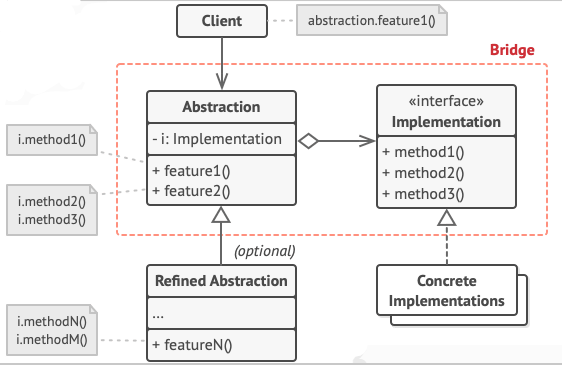 Client
abstraction.feature1()
Bridge
Abstraction
- i: Implementation
+ feature1()
+ feature2()
«interface»
Implementation
+ method1()
+ method2()
+ method3()
i.method1()
i.method2()
i.method3()
(optional)
Refined Abstraction
...
+ featureN()
Concrete
Implementations
i.methodN()
i.methodM()